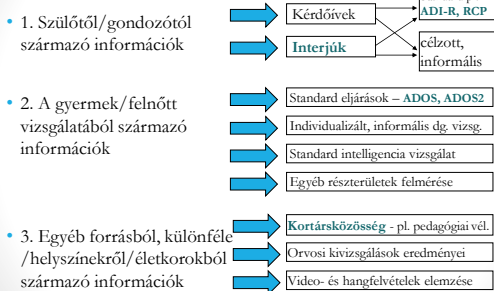 • 1. Szülőtől/gondozótól
származó információk
Kérdőívek
Interjúk
ADI-R, RCP
célzott,
informális
• 2. A gyermek/felnőtt
vizsgálatából származó
információk
Standard eljárások – ADOS, ADOS2
Individualizált, informális dg. vizsg.
Standard intelligencia vizsgálat
Egyéb részterületek felmérése
• 3. Egyéb forrásból, különféle
/helyszínekről/életkorokból
származó információk
Kortársközösség - pl. pedagógiai vél.
Orvosi kivizsgálások eredményei
Video- és hangfelvételek elemzése